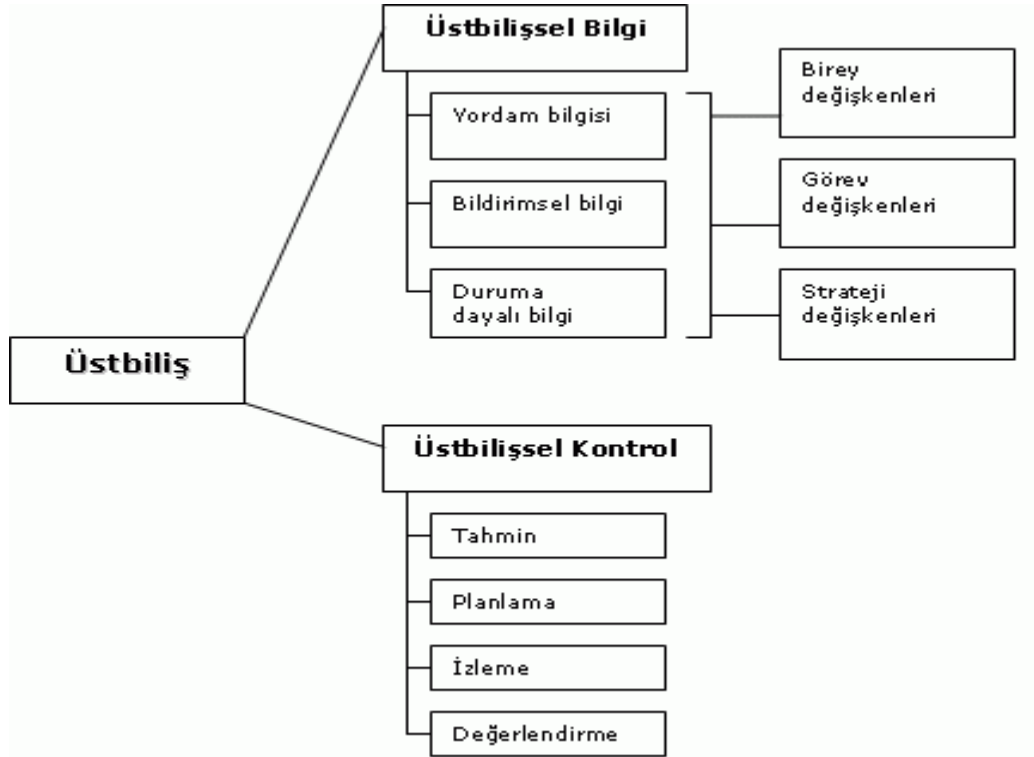 Üstbilişsel Bilgi
Yordam bilgisi
Bildirimsel bilgi
Duruma
dayalı bilgi
Birey
değişkenleri
Görev
değişkenleri
Strateji
değişkenleri
Üstbiliş
Üstbilişsel Kontrol
Tahmin
Planlama
İzleme
Değerlendirme